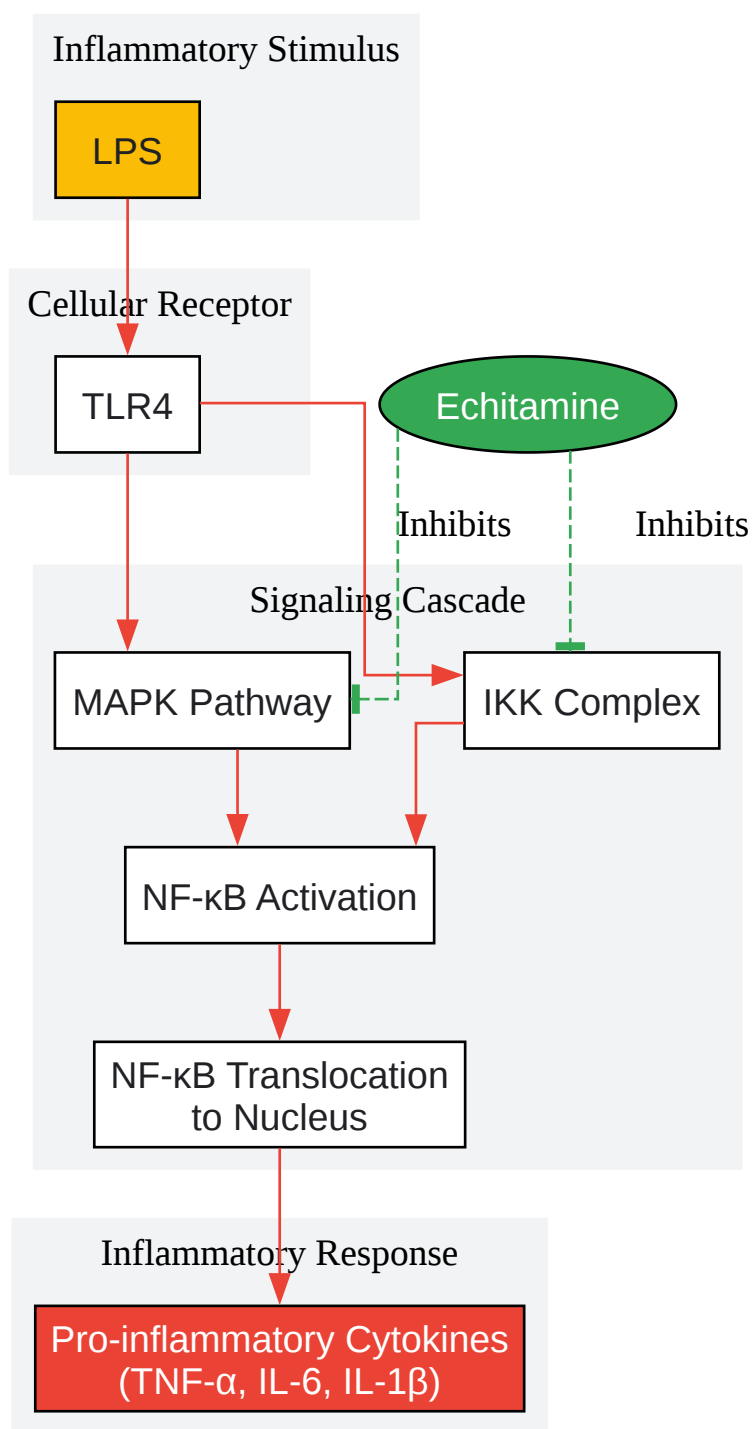 Inflammatory Stimulus
LPS
Cellular Receptor
TLR4
Echitamine
Inhibits
Inhibits
Signaling Cascade
MAPK Pathway
IKK Complex
NF-κB Activation
NF-κB Translocation
to Nucleus
Inflammatory Response
Pro-inflammatory Cytokines
(TNF-α, IL-6, IL-1β)